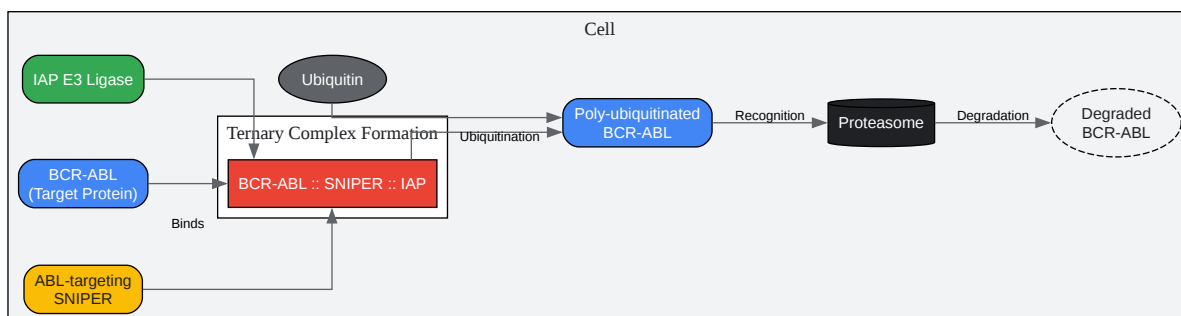 Cell
IAP E3 Ligase
Ubiquitin
Ternary Complex Formation
BCR-ABL :: SNIPER :: IAP
BCR-ABL
(Target Protein)
Binds
ABL-targeting
SNIPER
Ubiquitination
Poly-ubiquitinated
BCR-ABL
Recognition
Proteasome
Degradation
Degraded
BCR-ABL